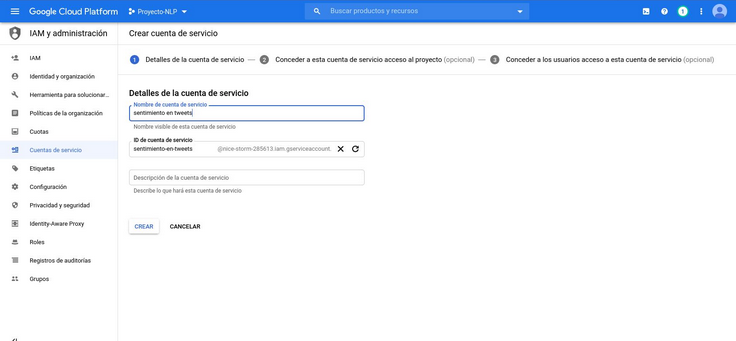 Google Cloud Platform
Proyecto-NLP
Buscar productos y recursos
1
IAM y administración
Crear cuenta de servicio
IAM
Identidad y organización
Herramienta para solucionar...
Políticas de la organización
Cuotas
Cuentas de servicio
Etiquetas
Configuración
Privacidad y seguridad
Identity-Aware Proxy
Roles
Registros de auditorías
Grupos
1 Detalles de la cuenta de servicio — 2 Conceder a esta cuenta de servicio acceso al proyecto (opcional) — 3 Conceder a los usuarios acceso a esta cuenta de servicio (opcional)
Detalles de la cuenta de servicio
Nombre de cuenta de servicio
sentimiento en tweets
Nombre visible de esta cuenta de servicio
ID de cuenta de servicio
sentimiento-en-tweets @nice-storm-285613.iam.gserviceaccount.
Descripción de la cuenta de servicio
Describe lo que hará esta cuenta de servicio
CREAR CANCELAR